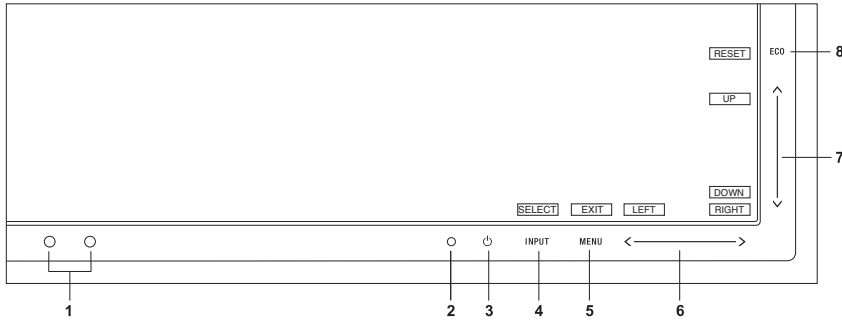 RESET ECO 8
UP
7
DOWN
SELECT EXIT LEFT RIGHT
INPUT MENU
1 2 3 4 5 6